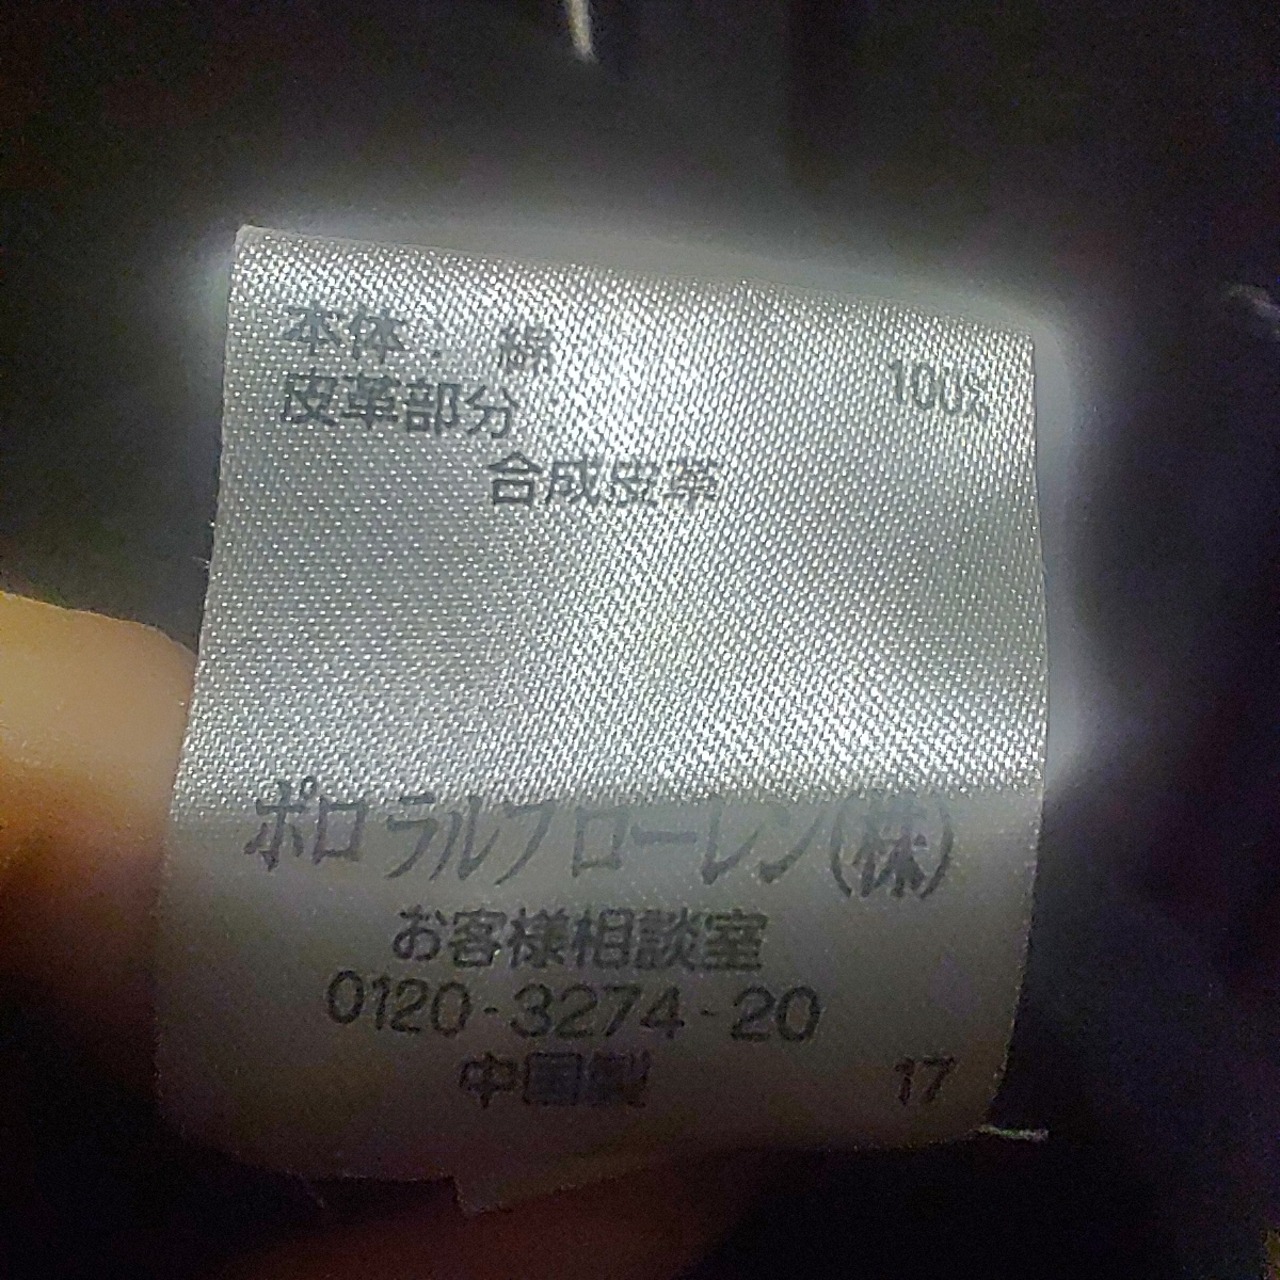 本体： 綿 100%
皮革部分：
合成皮革
ポロ ラルフ ローレン(株)
お客様相談室
0120-3274-20
中国製 17